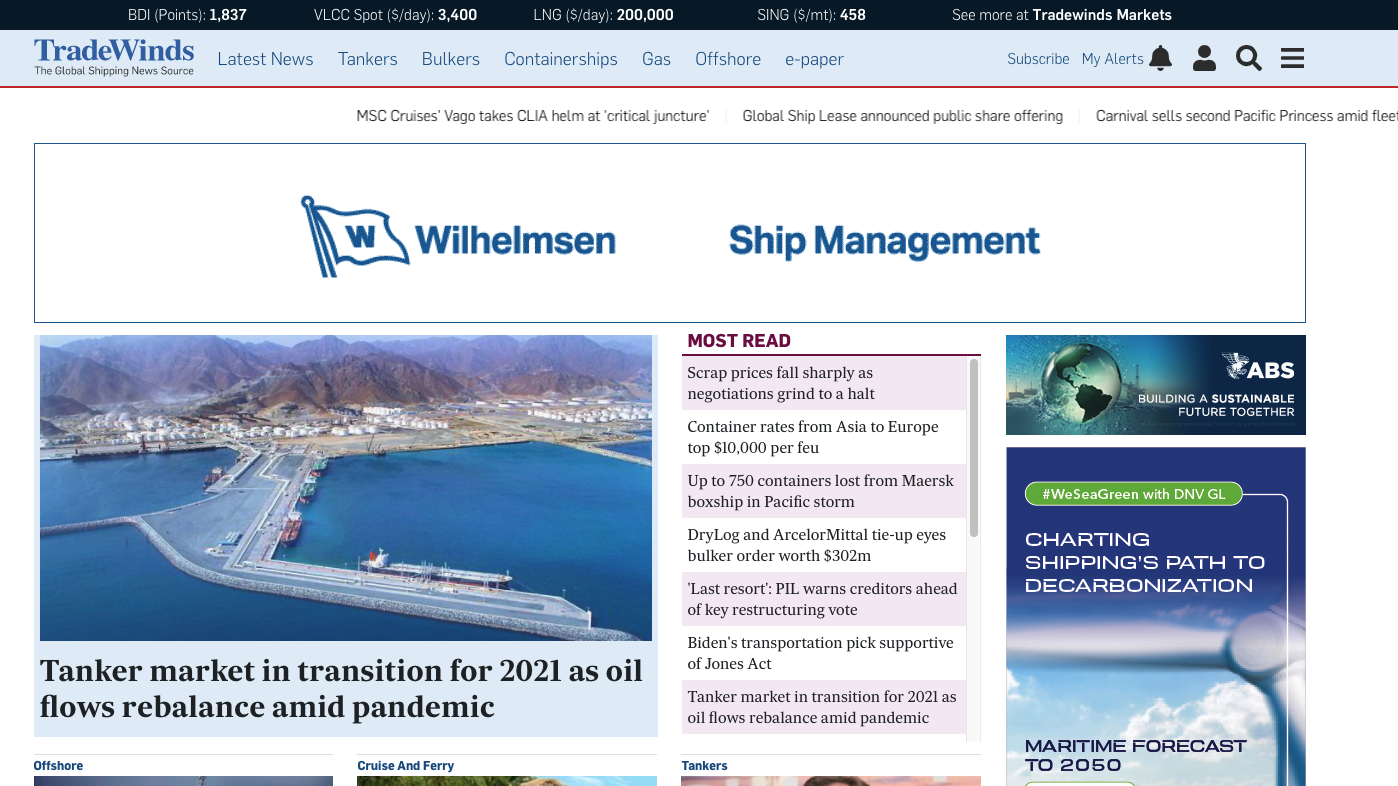 BDI (Points): 1,837
VLCC Spot ($/day): 3,400
LNG ($/day): 200,000
SING ($/mt): 458
See more at Tradewinds Markets
TradeWinds
The Global Shipping News Source
Latest News
Tankers
Bulkers
Containerships
Gas
Offshore
e-paper
Subscribe
My Alerts
MSC Cruises' Vago takes CLIA helm at 'critical juncture'
Global Ship Lease announced public share offering
Carnival sells second Pacific Princess amid fleet
W Wilhelmsen
Ship Management
Tanker market in transition for 2021 as oil
flows rebalance amid pandemic
MOST READ
Scrap prices fall sharply as
negotiations grind to a halt
Container rates from Asia to Europe
top $10,000 per feu
Up to 750 containers lost from Maersk
boxship in Pacific storm
DryLog and ArcelorMittal tie-up eyes
bulker order worth $302m
'Last resort': PIL warns creditors ahead
of key restructuring vote
Biden's transportation pick supportive
of Jones Act
Tanker market in transition for 2021 as
oil flows rebalance amid pandemic
ABS
BUILDING A SUSTAINABLE
FUTURE TOGETHER
#WeSeaGreen with DNV GL
CHARTING
SHIPPING'S PATH TO
DECARBONIZATION
MARITIME FORECAST
TO 2050
Offshore
Cruise And Ferry
Tankers